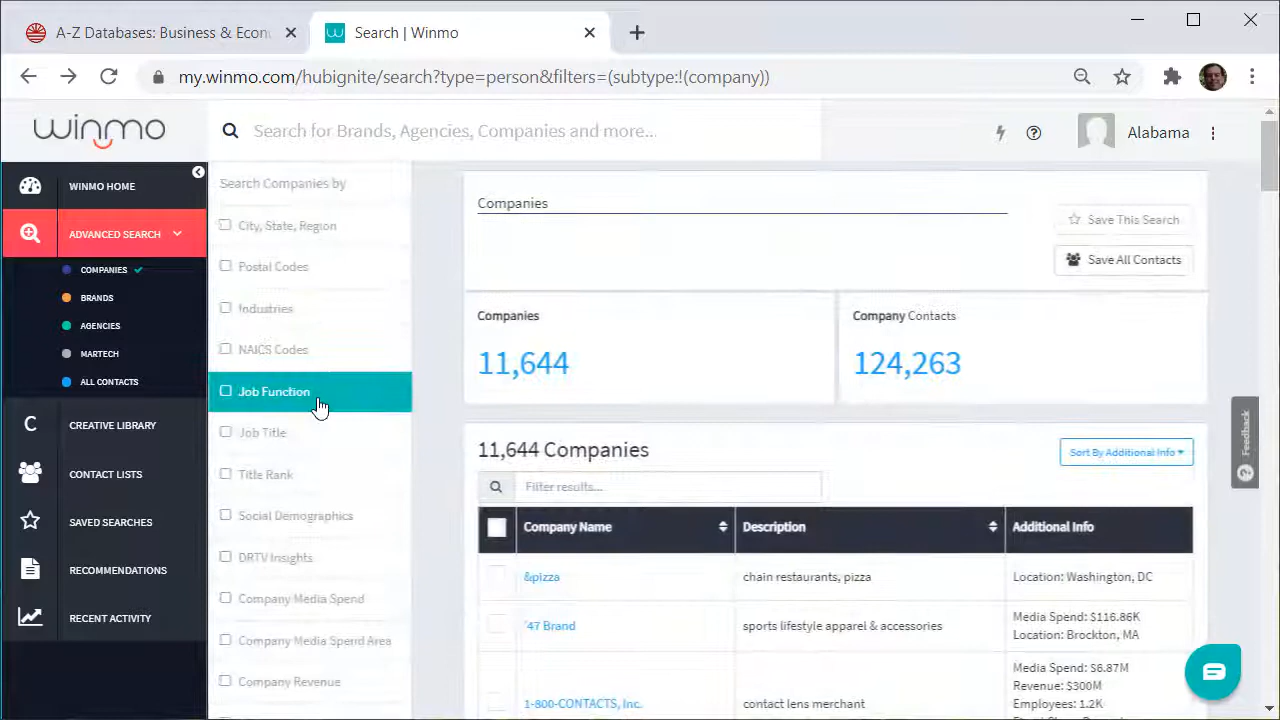 A-Z Databases: Business & Econ
Search | Winmo
my.winmo.com/hubignite/search?type=person&filters=(subtype:!(company))
winmo
Search for Brands, Agencies, Companies and more...
Alabama
WINMO HOME
ADVANCED SEARCH
COMPANIES
BRANDS
AGENCIES
MARTECH
ALL CONTACTS
C CREATIVE LIBRARY
CONTACT LISTS
SAVED SEARCHES
RECOMMENDATIONS
RECENT ACTIVITY
Search Companies by
City, State, Region
Postal Codes
Industries
NAICS Codes
Job Function
Job Title
Title Rank
Social Demographics
DRTV Insights
Company Media Spend
Company Media Spend Area
Company Revenue
Companies
Save This Search
Save All Contacts
Companies
11,644
Company Contacts
124,263
11,644 Companies
Sort By Additional Info
Filter results...
Company Name Description Additional Info
&pizza chain restaurants, pizza Location: Washington, DC
'47 Brand sports lifestyle apparel & accessories Media Spend: $116.86K
Location: Brockton, MA
1-800-CONTACTS, Inc. contact lens merchant Media Spend: $6.87M
Revenue: $300M
Employees: 1.2K
Feedback